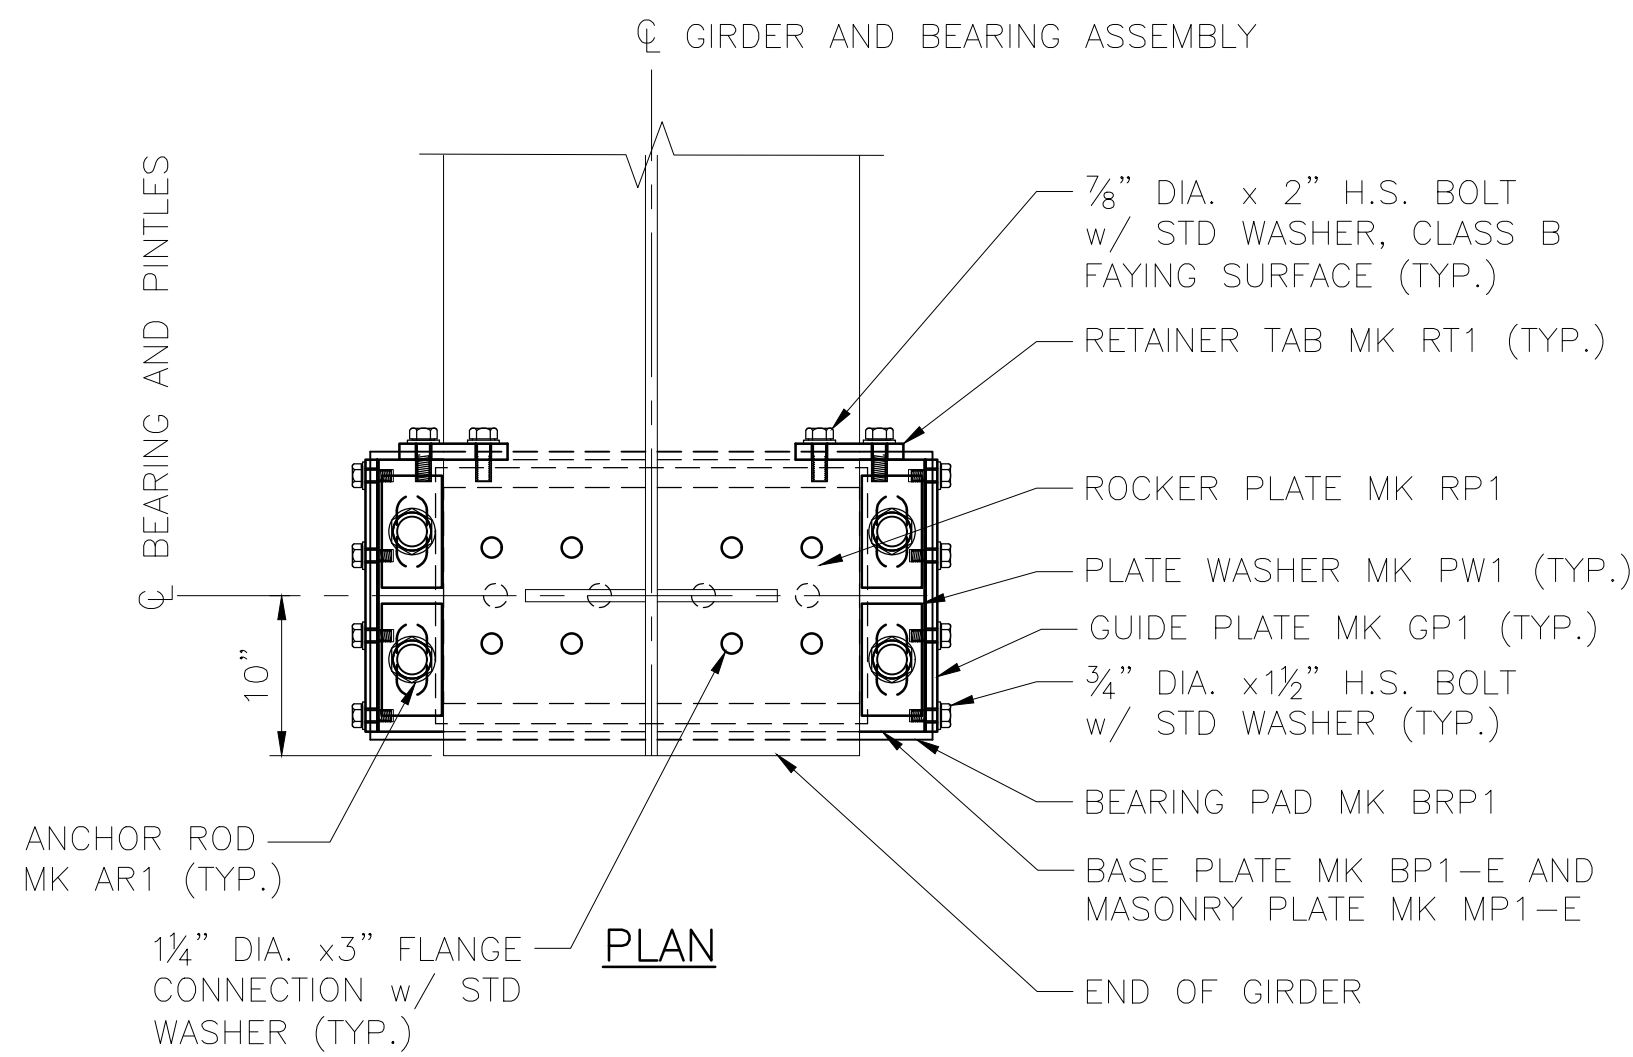 ℄ GIRDER AND BEARING ASSEMBLY
℄ BEARING AND PINTLES
7/8" DIA. x 2" H.S. BOLT
w/ STD WASHER, CLASS B
FAYING SURFACE (TYP.)
RETAINER TAB MK RT1 (TYP.)
ROCKER PLATE MK RP1
PLATE WASHER MK PW1 (TYP.)
GUIDE PLATE MK GP1 (TYP.)
3/4" DIA. x1 1/2" H.S. BOLT
w/ STD WASHER (TYP.)
BEARING PAD MK BRP1
BASE PLATE MK BP1-E AND
MASONRY PLATE MK MP1-E
END OF GIRDER
10"
ANCHOR ROD
MK AR1 (TYP.)
1 1/4" DIA. x3" FLANGE
CONNECTION w/ STD
WASHER (TYP.)
PLAN